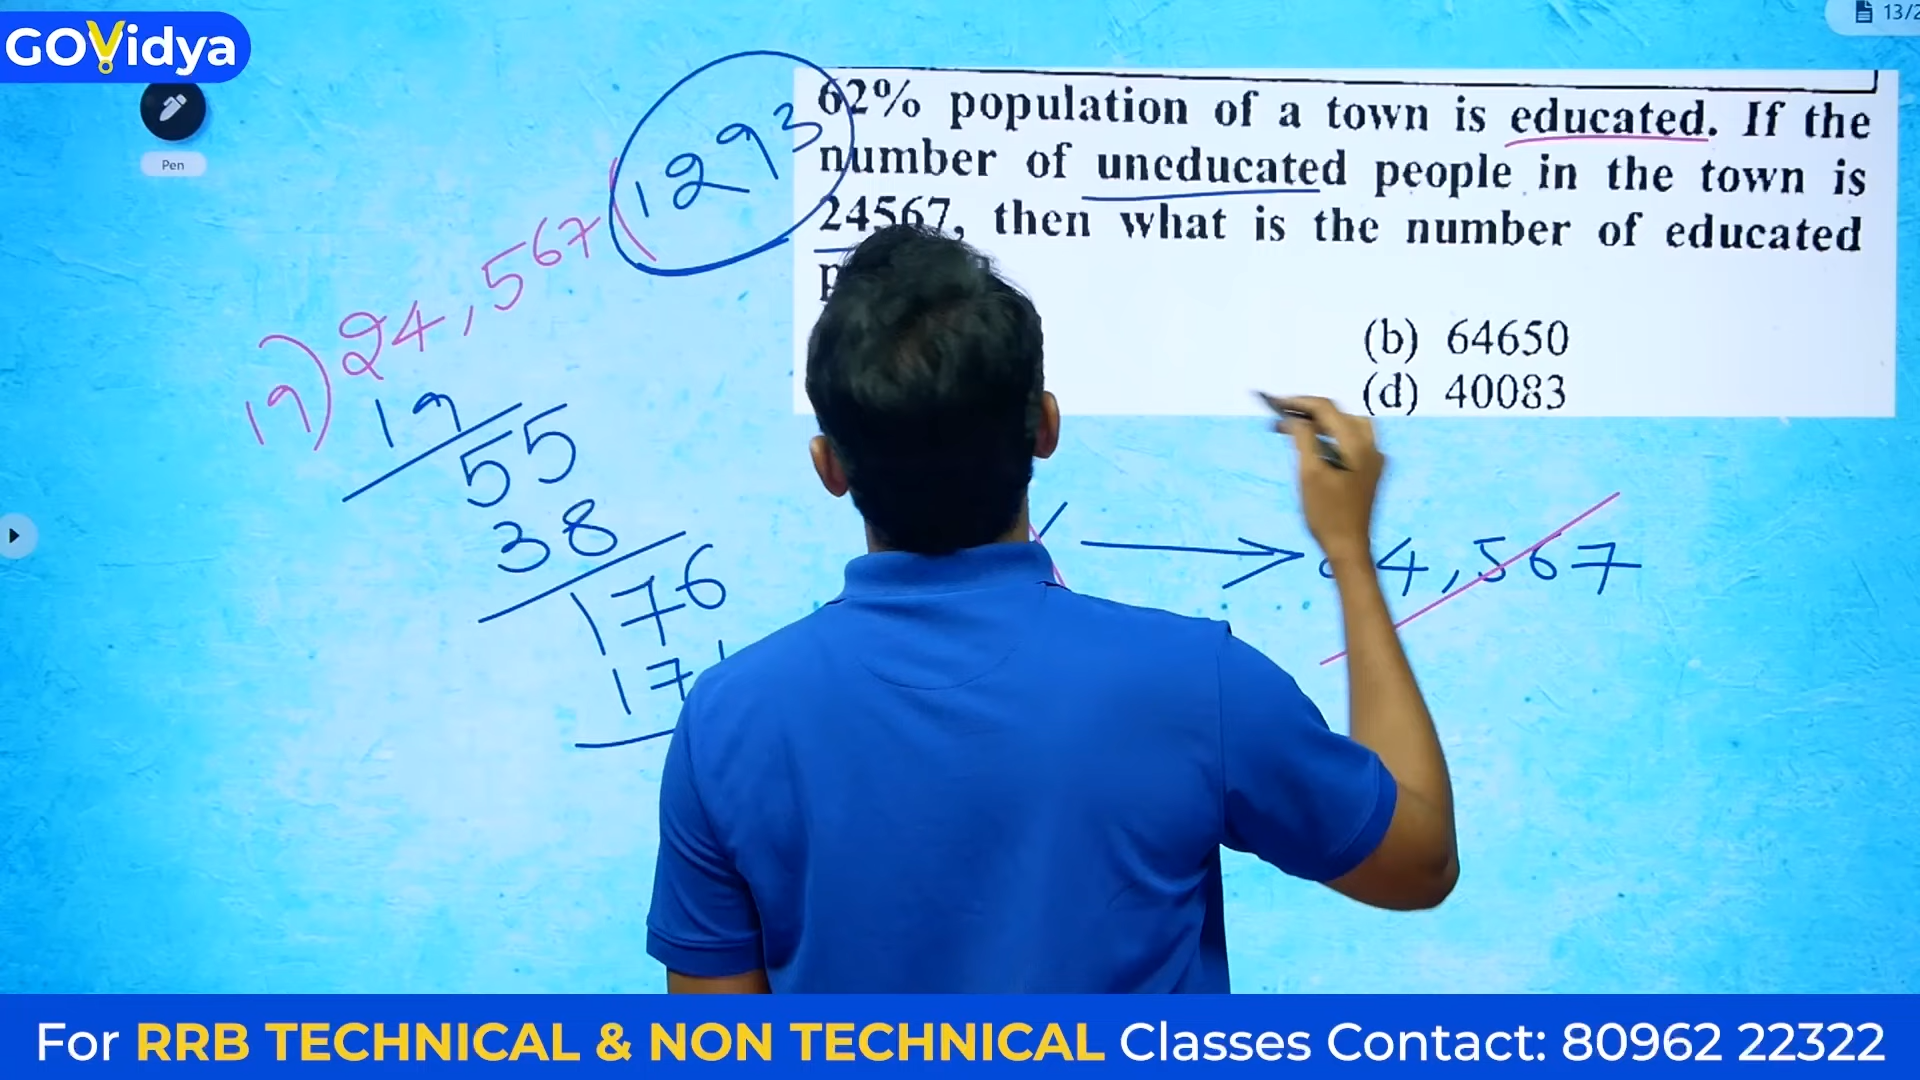 GOVidya
13/2
Pen
62% population of a town is educated. If the
number of uneducated people in the town is
24567, then what is the number of educated
(b) 64650
(d) 40083
19) 24,567 ( 1293
19
55
38
176
17
4,567
For RRB TECHNICAL & NON TECHNICAL Classes Contact: 80962 22322